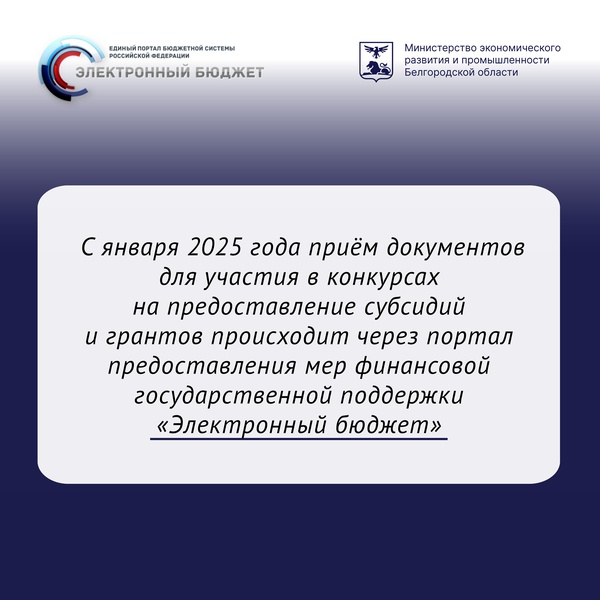 ЕДИНЫЙ ПОРТАЛ БЮДЖЕТНОЙ СИСТЕМЫ
РОССИЙСКОЙ ФЕДЕРАЦИИ
ЭЛЕКТРОННЫЙ БЮДЖЕТ
Министерство экономического
развития и промышленности
Белгородской области
С января 2025 года приём документов
для участия в конкурсах
на предоставление субсидий
и грантов происходит через портал
предоставления мер финансовой
государственной поддержки
«Электронный бюджет»